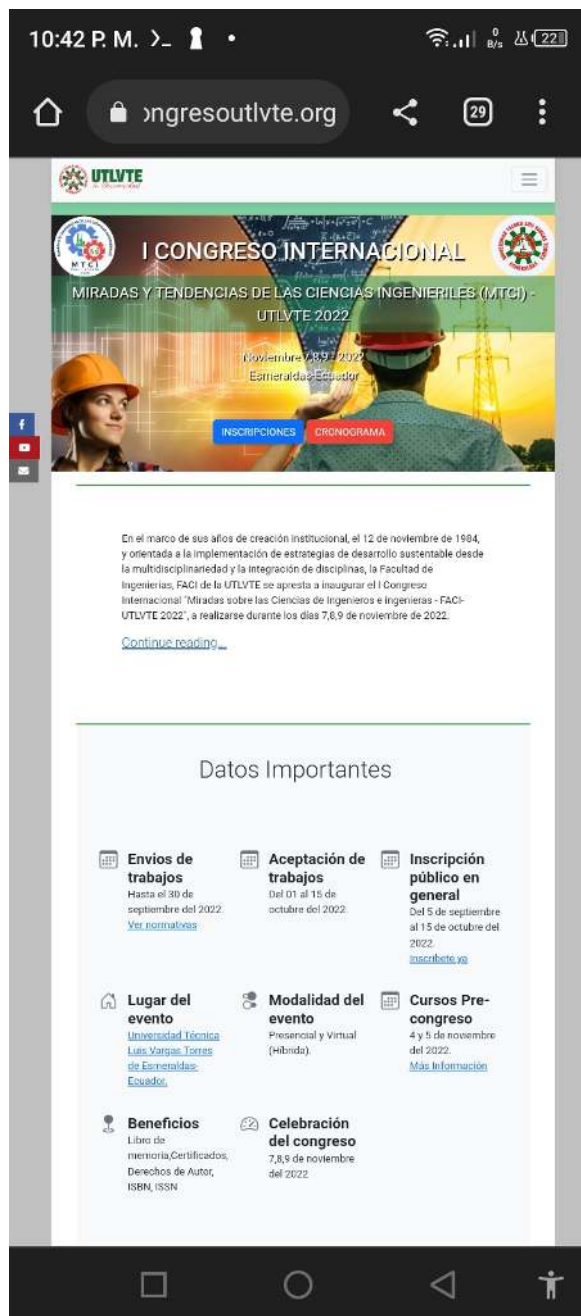 10:42 P. M.
0
B/s
22
ongresoutlvte.org
29
UTLVTE
MTCI
I CONGRESO INTERNACIONAL
MIRADAS Y TENDENCIAS DE LAS CIENCIAS INGENIERILES (MTCI) -
UTLVTE 2022
Noviembre 7,8,9 - 2022
Esmeraldas-Ecuador
INSCRIPCIONES
CRONOGRAMA
En el marco de sus años de creación institucional, el 12 de noviembre de 1984,
y orientada a la implementación de estrategias de desarrollo sustentable desde
la multidisciplinariedad y la integración de disciplinas, la Facultad de
Ingenierías, FACI de la UTLVTE se apresta a inaugurar el I Congreso
Internacional "Miradas sobre las Ciencias de Ingenieros e ingenieras - FACI-
UTLVTE 2022", a realizarse durante los días 7,8,9 de noviembre de 2022.
Continue reading...
Datos Importantes
Envios de
trabajos
Hasta el 30 de
septiembre del 2022.
Ver normativas
Aceptación de
trabajos
Del 01 al 15 de
octubre del 2022.
Inscripción
público en
general
Del 5 de septiembre
al 15 de octubre del
2022.
Inscríbete ya
Lugar del
evento
Universidad Técnica
Luis Vargas Torres
de Esmeraldas-
Ecuador.
Modalidad del
evento
Presencial y Virtual
(Híbrida).
Cursos Pre-
congreso
4 y 5 de noviembre
del 2022.
Más Información
Beneficios
Libro de
memoria,Certificados,
Derechos de Autor,
ISBN, ISSN
Celebración
del congreso
7,8,9 de noviembre
del 2022